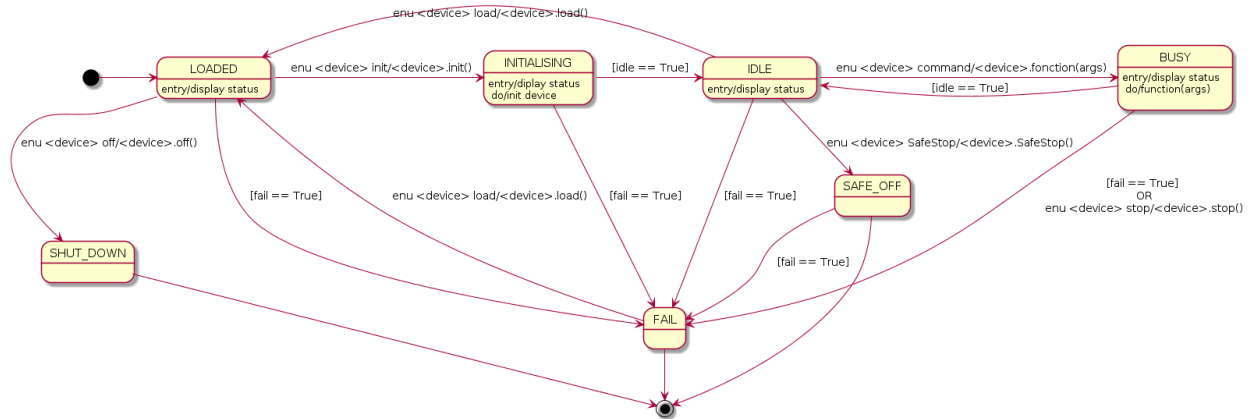 enu <device> load/<device>.load()
LOADED
entry/display status
enu <device> init/<device>.init()
INITIALISING
entry/diplay status
do/init device
[idle == True]
IDLE
entry/display status
enu <device> command/<device>.fonction(args)
[idle == True]
BUSY
entry/display status
do/function(args)
enu <device> off/<device>.off()
enu <device> SafeStop/<device>.SafeStop()
SAFE_OFF
[fail == True]
enu <device> load/<device>.load()
[fail == True]
[fail == True]
[fail == True]
OR
enu <device> stop/<device>.stop()
SHUT_DOWN
[fail == True]
FAIL